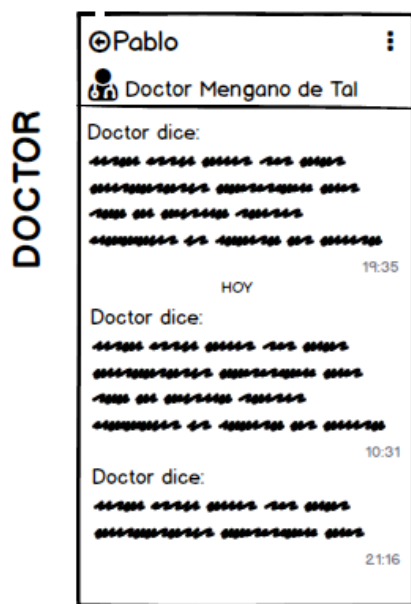 DOCTOR
Pablo
Doctor Mengano de Tal
Doctor dice:
19:35
HOY
Doctor dice:
10:31
Doctor dice:
21:16